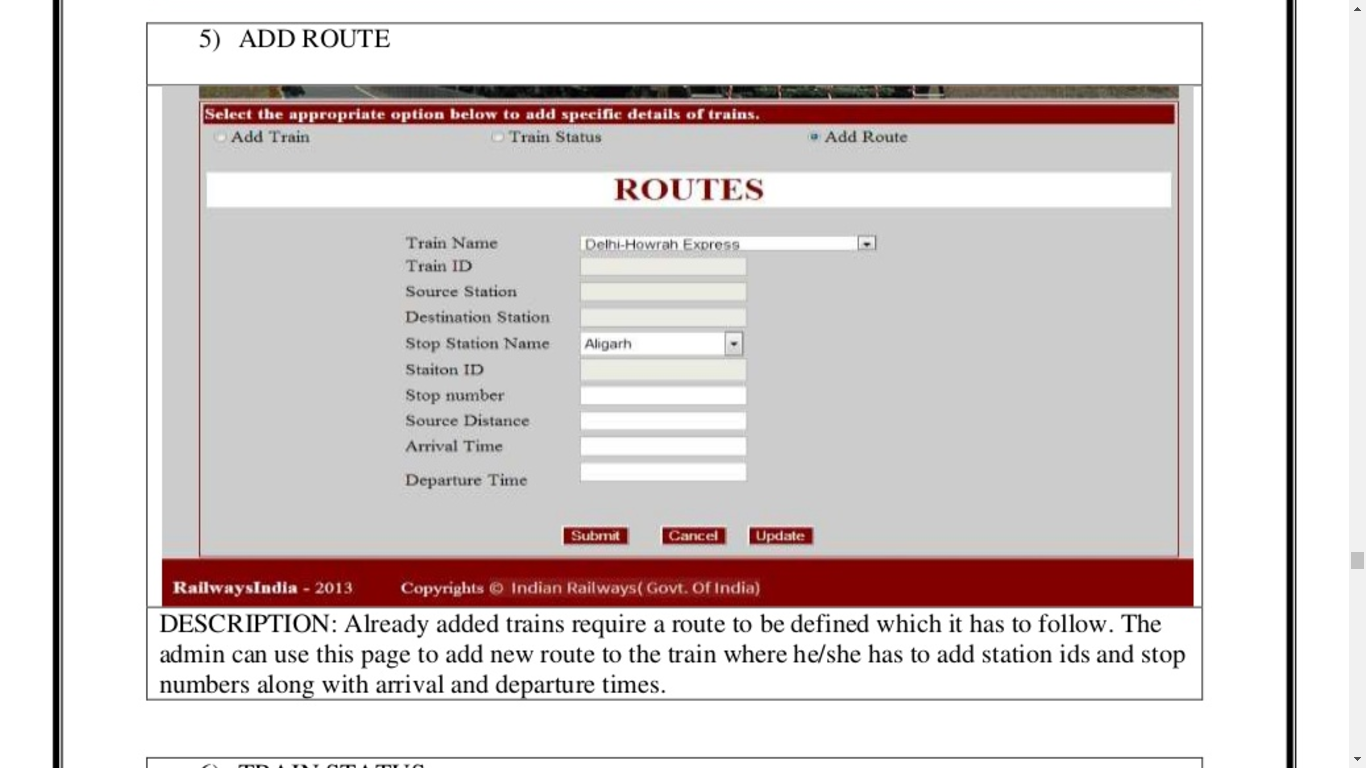 5) ADD ROUTE
Select the appropriate option below to add specific details of trains.
Add Train Train Status Add Route
ROUTES
Train Name Delhi-Howrah Express
Train ID
Source Station
Destination Station
Stop Station Name Aligarh
Staiton ID
Stop number
Source Distance
Arrival Time
Departure Time
Submit Cancel Update
RailwaysIndia - 2013 Copyrights © Indian Railways( Govt. Of India)
DESCRIPTION: Already added trains require a route to be defined which it has to follow. The
admin can use this page to add new route to the train where he/she has to add station ids and stop
numbers along with arrival and departure times.
6) TRAIN STATUS